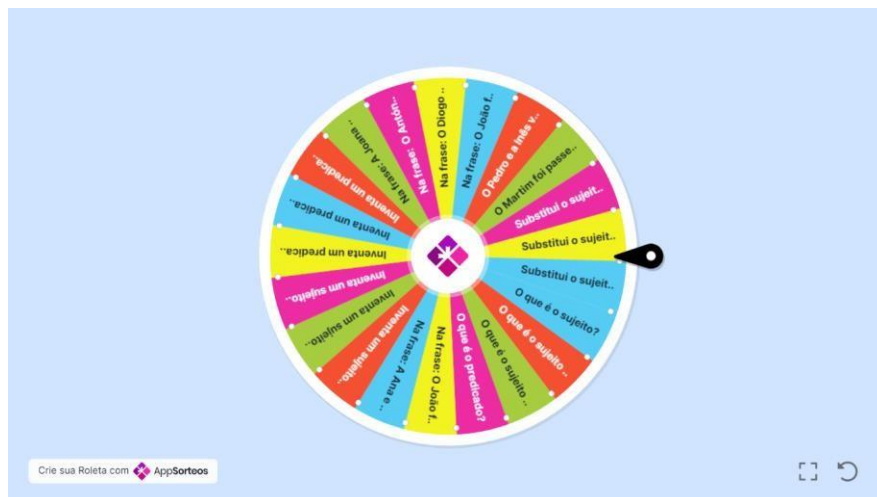 Na frase: O Diogo ..
Na frase: O João f..
O Pedro e a Inês v..
O Martim foi passe..
Substitui o sujeit..
Substitui o sujeit..
Substitui o sujeit..
O que é o sujeito?
O que é o sujeito ..
O que é o sujeito ..
O que é o predicado?
Na frase: O João f..
Na frase: A Ana e ..
Inventa um sujeito..
Inventa um sujeito..
Inventa um sujeito..
Inventa um predica..
Inventa um predica..
Inventa um predica..
Na frase: A Joana ..
Na frase: O Antón..
Crie sua Roleta com AppSorteos